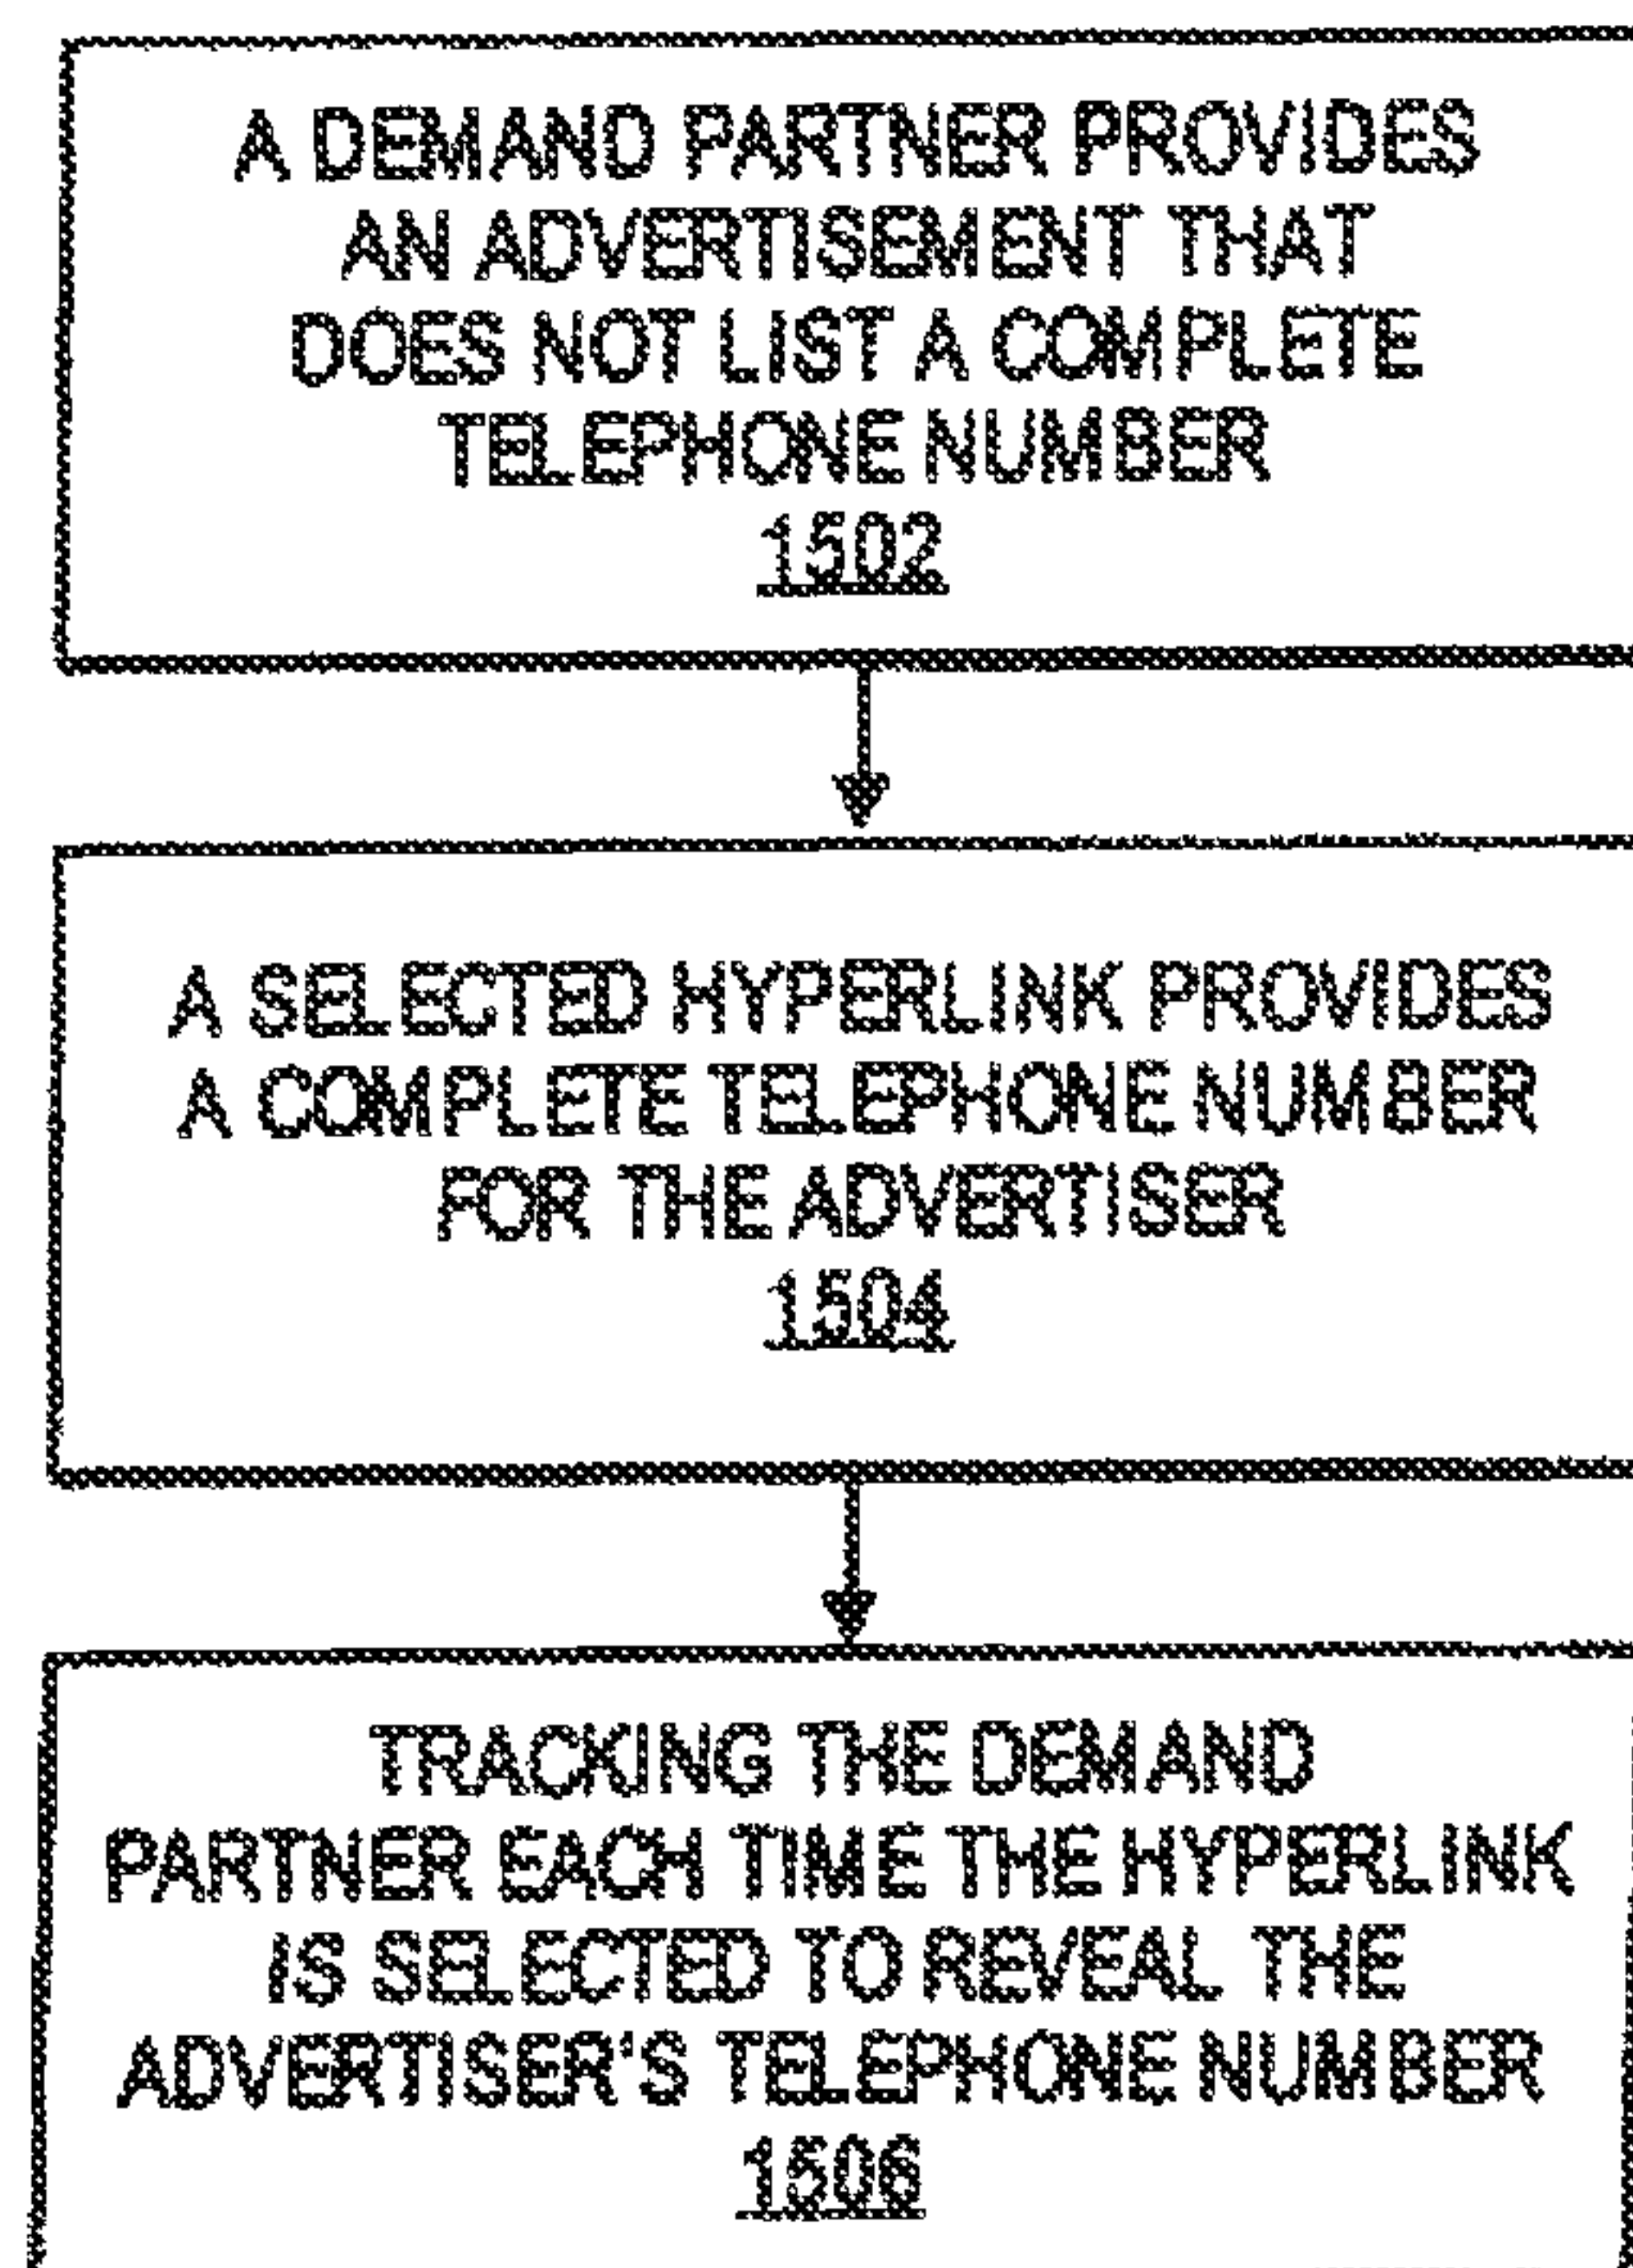 A DEMAND PARTNER PROVIDES
AN ADVERTISEMENT THAT
DOES NOT LIST A COMPLETE
TELEPHONE NUMBER
1502
A SELECTED HYPERLINK PROVIDES
A COMPLETE TELEPHONE NUMBER
FOR THE ADVERTISER
1504
TRACKING THE DEMAND
PARTNER EACH TIME THE HYPERLINK
IS SELECTED TO REVEAL THE
ADVERTISER'S TELEPHONE NUMBER
1506